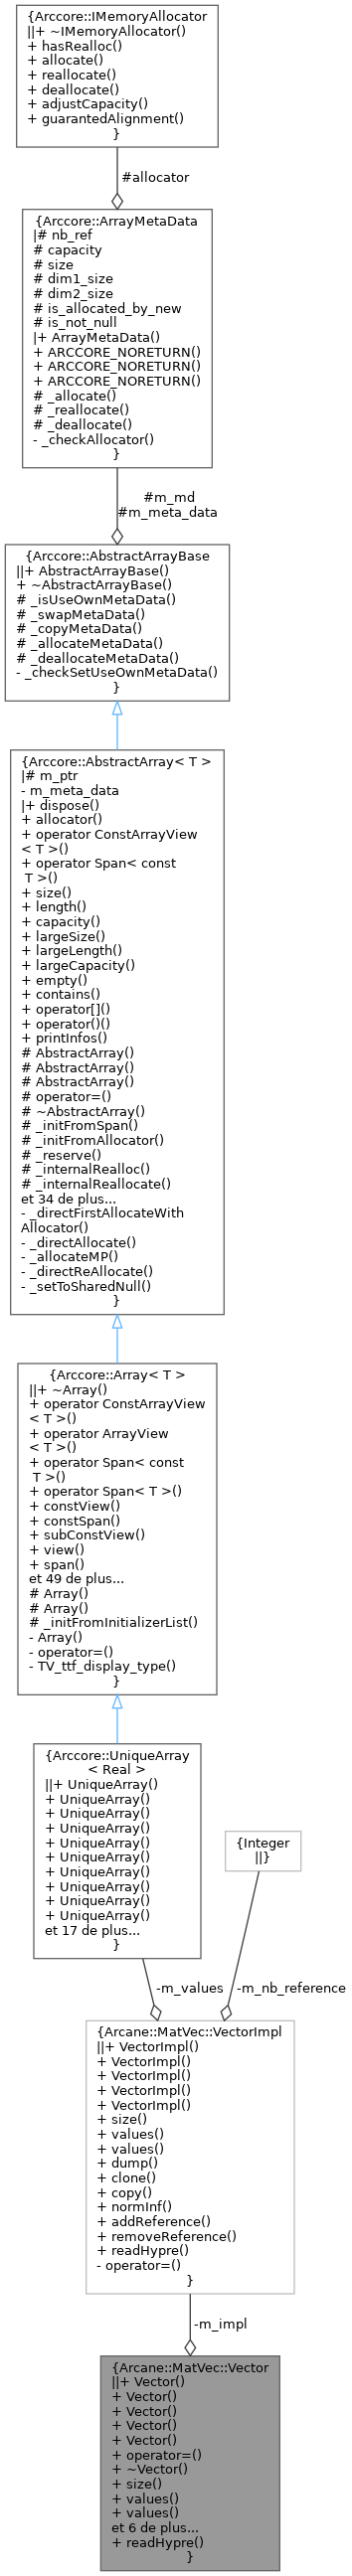 {Arccore::IMemoryAllocator
||+ ~IMemoryAllocator()
+ hasRealloc()
+ allocate()
+ reallocate()
+ deallocate()
+ adjustCapacity()
+ guarantedAlignment()
}
#allocator
{Arccore::ArrayMetaData
|# nb_ref
# capacity
# size
# dim1_size
# dim2_size
# is_allocated_by_new
# is_not_null
|+ ArrayMetaData()
+ ARCCORE_NORETURN()
+ ARCCORE_NORETURN()
+ ARCCORE_NORETURN()
# _allocate()
# _reallocate()
# _deallocate()
- _checkAllocator()
}
#m_md
#m_meta_data
{Arccore::AbstractArrayBase
||+ AbstractArrayBase()
+ ~AbstractArrayBase()
# _isUseOwnMetaData()
# _swapMetaData()
# _copyMetaData()
# _allocateMetaData()
# _deallocateMetaData()
- _checkSetUseOwnMetaData()
}
{Arccore::AbstractArray< T >
|# m_ptr
- m_meta_data
|+ dispose()
+ allocator()
+ operator ConstArrayView
< T >()
+ operator Span< const
T >()
+ size()
+ length()
+ capacity()
+ largeSize()
+ largeLength()
+ largeCapacity()
+ empty()
+ contains()
+ operator[]()
+ operator()()
+ printInfos()
# AbstractArray()
# AbstractArray()
# AbstractArray()
# operator=()
# ~AbstractArray()
# _initFromSpan()
# _initFromAllocator()
# _reserve()
# _internalRealloc()
# _internalReallocate()
et 34 de plus...
- _directFirstAllocateWith
Allocator()
- _directAllocate()
- _allocateMP()
- _directReAllocate()
- _setToSharedNull()
}
{Arccore::Array< T >
||+ ~Array()
+ operator ConstArrayView
< T >()
+ operator ArrayView
< T >()
+ operator Span< const
T >()
+ operator Span< T >()
+ constView()
+ constSpan()
+ subConstView()
+ view()
+ span()
et 49 de plus...
# Array()
# Array()
# _initFromInitializerList()
- Array()
- operator=()
- TV_ttf_display_type()
}
{Arccore::UniqueArray
< Real >
||+ UniqueArray()
+ UniqueArray()
+ UniqueArray()
+ UniqueArray()
+ UniqueArray()
+ UniqueArray()
+ UniqueArray()
+ UniqueArray()
+ UniqueArray()
+ UniqueArray()
et 17 de plus...
}
{Integer
||}
-m_values
-m_nb_reference
{Arcane::MatVec::VectorImpl
||+ VectorImpl()
+ VectorImpl()
+ VectorImpl()
+ VectorImpl()
+ VectorImpl()
+ size()
+ values()
+ values()
+ dump()
+ clone()
+ copy()
+ normInf()
+ addReference()
+ removeReference()
+ readHypre()
- operator=()
}
-m_impl
{Arcane::MatVec::Vector
||+ Vector()
+ Vector()
+ Vector()
+ Vector()
+ Vector()
+ operator=()
+ ~Vector()
+ size()
+ values()
+ values()
et 6 de plus...
+ readHypre()
}